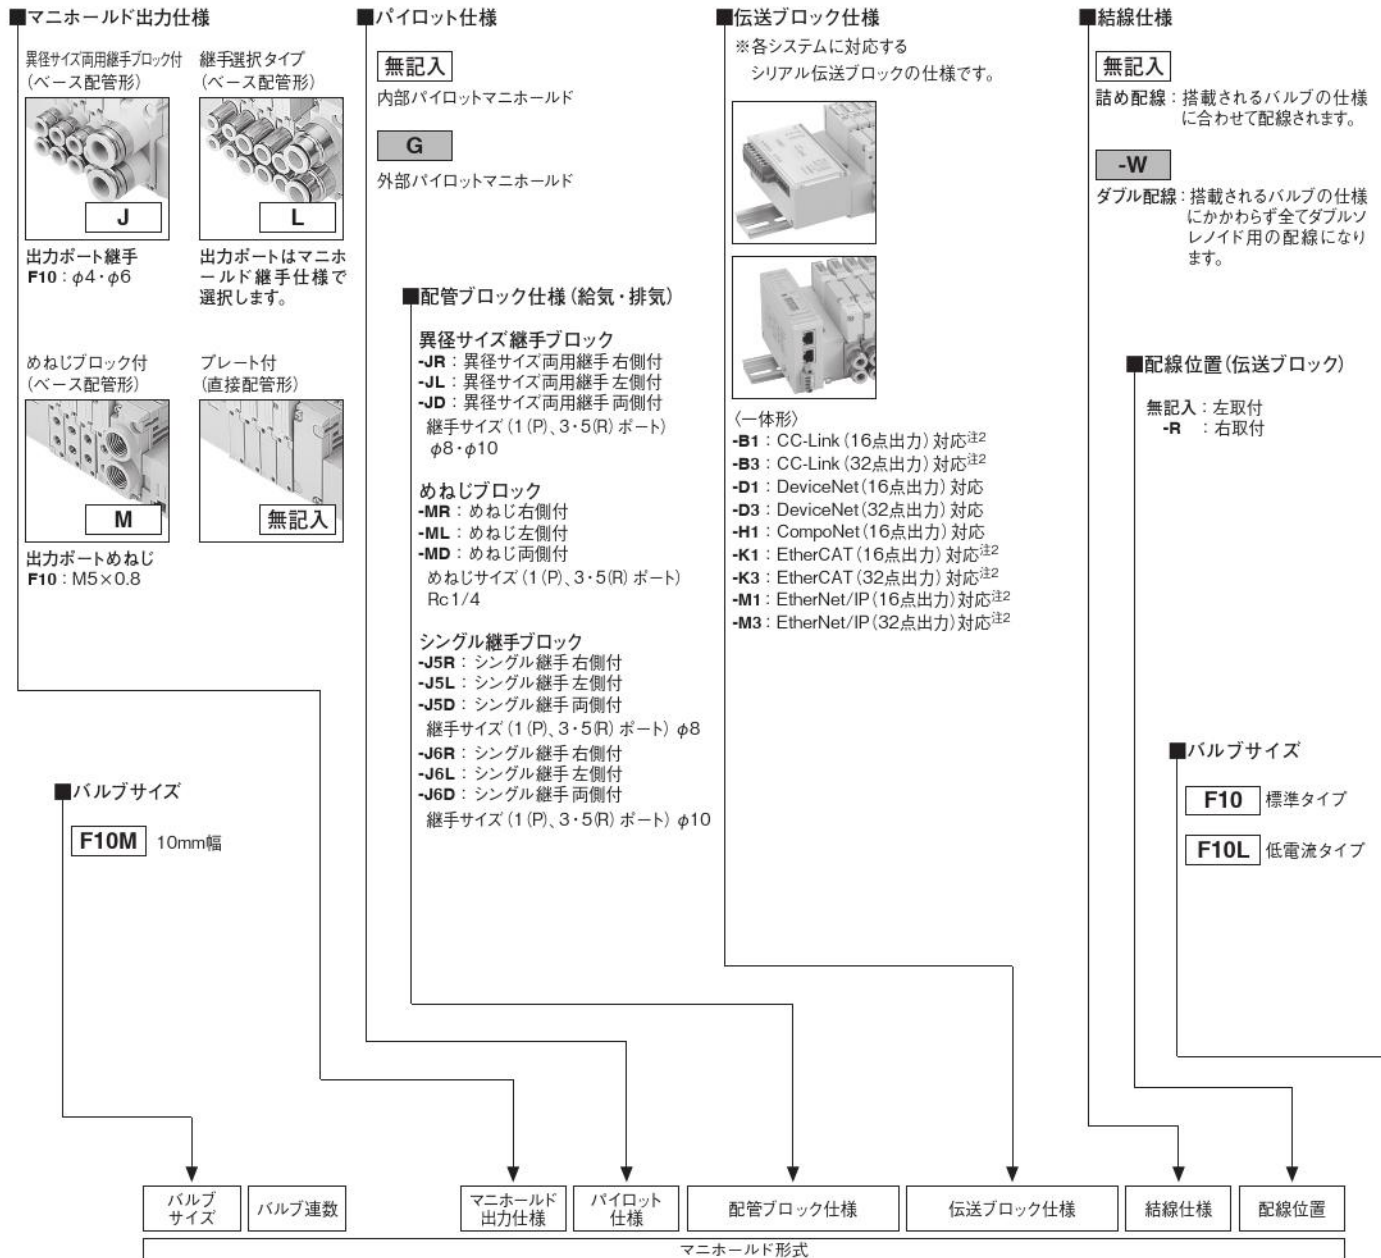 ■マニホールド出力仕様
異径サイズ両用継手ブロック付
(ベース配管形)
J
出力ポート継手
F10：φ4・φ6
継手選択タイプ
(ベース配管形)
L
出力ポートはマニホ
ールド継手仕様で
選択します。
めねじブロック付
(ベース配管形)
M
出力ポートめねじ
F10：M5×0.8
プレート付
(直接配管形)
無記入
■バルブサイズ
F10M 10mm幅
■パイロット仕様
無記入
内部パイロットマニホールド
G
外部パイロットマニホールド
■配管ブロック仕様(給気・排気)
異径サイズ継手ブロック
-JR：異径サイズ両用継手 右側付
-JL：異径サイズ両用継手 左側付
-JD：異径サイズ両用継手 両側付
継手サイズ(1(P)、3・5(R)ポート)
φ8・φ10
めねじブロック
-MR：めねじ右側付
-ML：めねじ左側付
-MD：めねじ両側付
めねじサイズ(1(P)、3・5(R)ポート)
Rc1/4
シングル継手ブロック
-J5R：シングル継手 右側付
-J5L：シングル継手 左側付
-J5D：シングル継手 両側付
継手サイズ(1(P)、3・5(R)ポート) φ8
-J6R：シングル継手 右側付
-J6L：シングル継手 左側付
-J6D：シングル継手 両側付
継手サイズ(1(P)、3・5(R)ポート) φ10
■伝送ブロック仕様
※各システムに対応する
シリアル伝送ブロックの仕様です。
〈一体形〉
-B1：CC-Link(16点出力)対応注2
-B3：CC-Link(32点出力)対応注2
-D1：DeviceNet(16点出力)対応
-D3：DeviceNet(32点出力)対応
-H1：CompoNet(16点出力)対応
-K1：EtherCAT(16点出力)対応注2
-K3：EtherCAT(32点出力)対応注2
-M1：EtherNet/IP(16点出力)対応注2
-M3：EtherNet/IP(32点出力)対応注2
■結線仕様
無記入
詰め配線：搭載されるバルブの仕様
に合わせて配線されます。
-W
ダブル配線：搭載されるバルブの仕様
にかかわらず全てダブルソ
レノイド用の配線になり
ます。
■配線位置(伝送ブロック)
無記入：左取付
-R ：右取付
■バルブサイズ
F10 標準タイプ
F10L 低電流タイプ
バルブ
サイズ
バルブ連数
マニホールド
出力仕様
パイロット
仕様
配管ブロック仕様
伝送ブロック仕様
結線仕様
配線位置
マニホールド形式